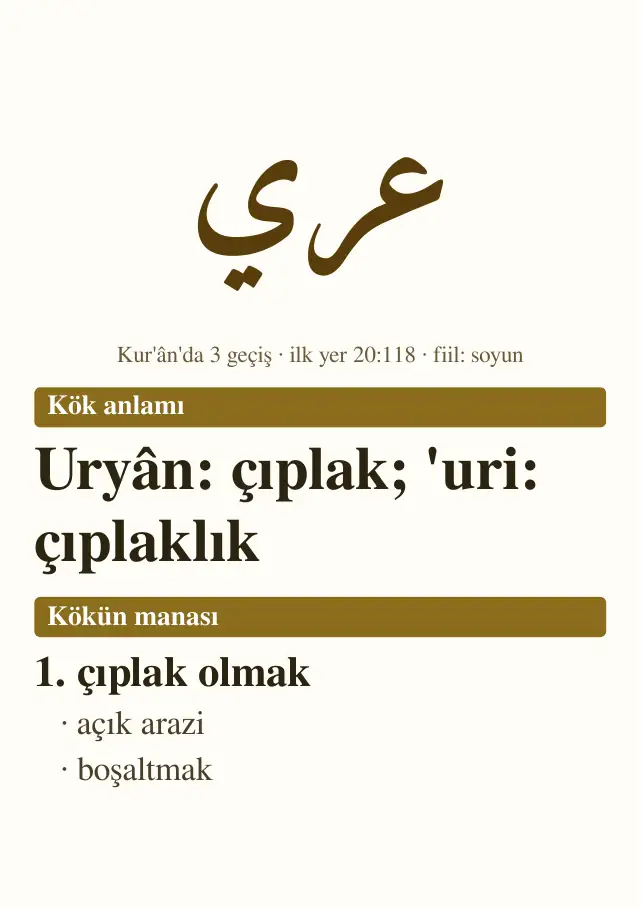 عري
Kur'ân'da 3 geçiş · ilk yer 20:118 · fiil: soyun
Kök anlamı
Uryân: çıplak; 'uri:
çıplaklık
Kökün manası
1. çıplak olmak
· açık arazi
· boşaltmak